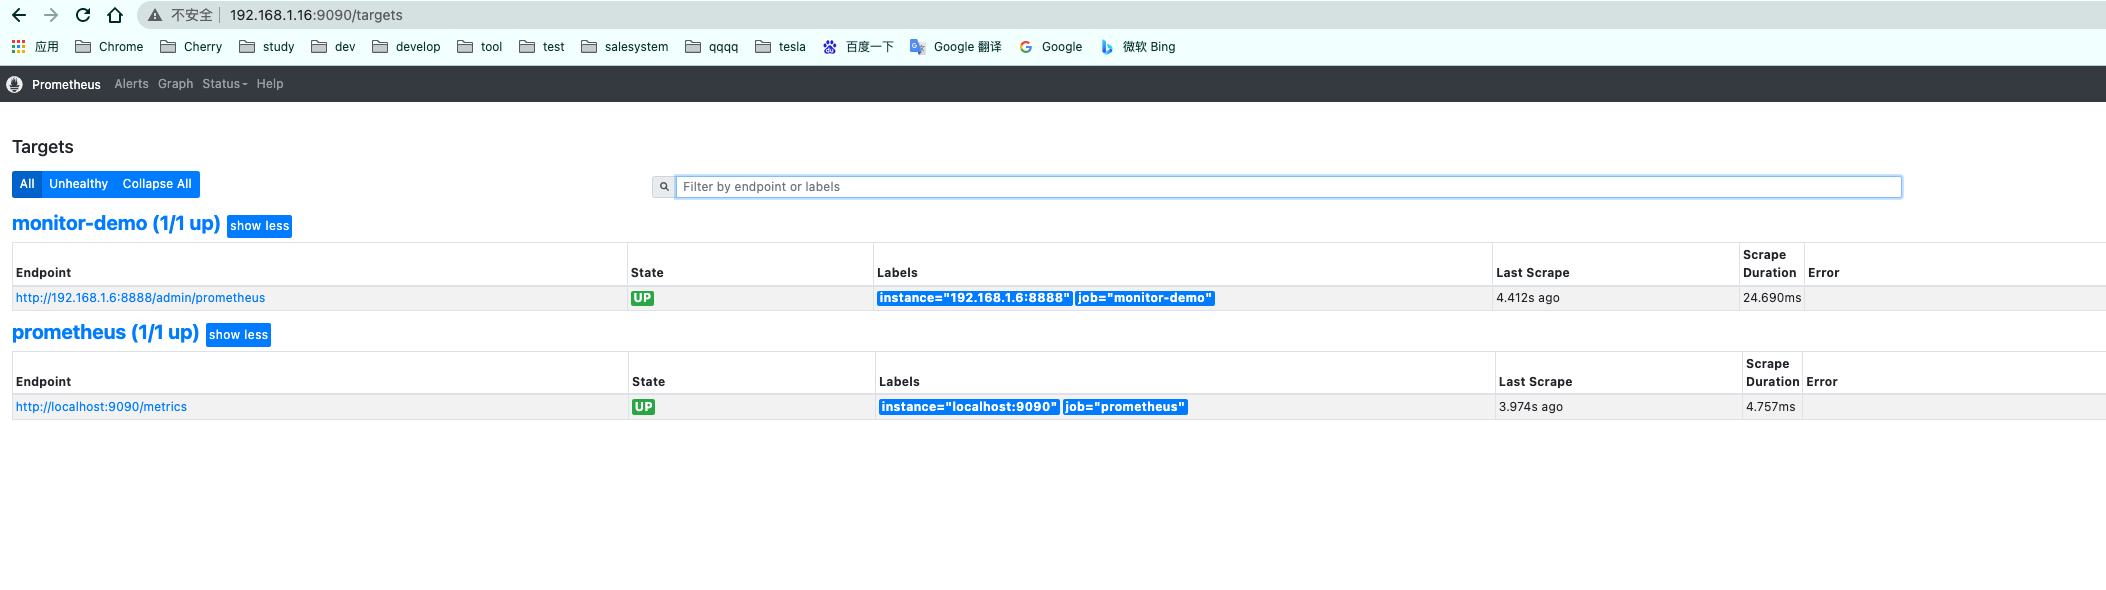 不安全 192.168.1.16:9090/targets
应用 Chrome Cherry study dev develop tool test salesystem qqqq tesla 百度一下 Google 翻译 Google 微软 Bing
Prometheus Alerts Graph Status Help
Targets
All Unhealthy Collapse All Filter by endpoint or labels
monitor-demo (1/1 up) show less
Endpoint State Labels Last Scrape Scrape Duration Error
http://192.168.1.6:8888/admin/prometheus UP instance="192.168.1.6:8888" job="monitor-demo" 4.412s ago 24.690ms
prometheus (1/1 up) show less
Endpoint State Labels Last Scrape Scrape Duration Error
http://localhost:9090/metrics UP instance="localhost:9090" job="prometheus" 3.974s ago 4.757ms